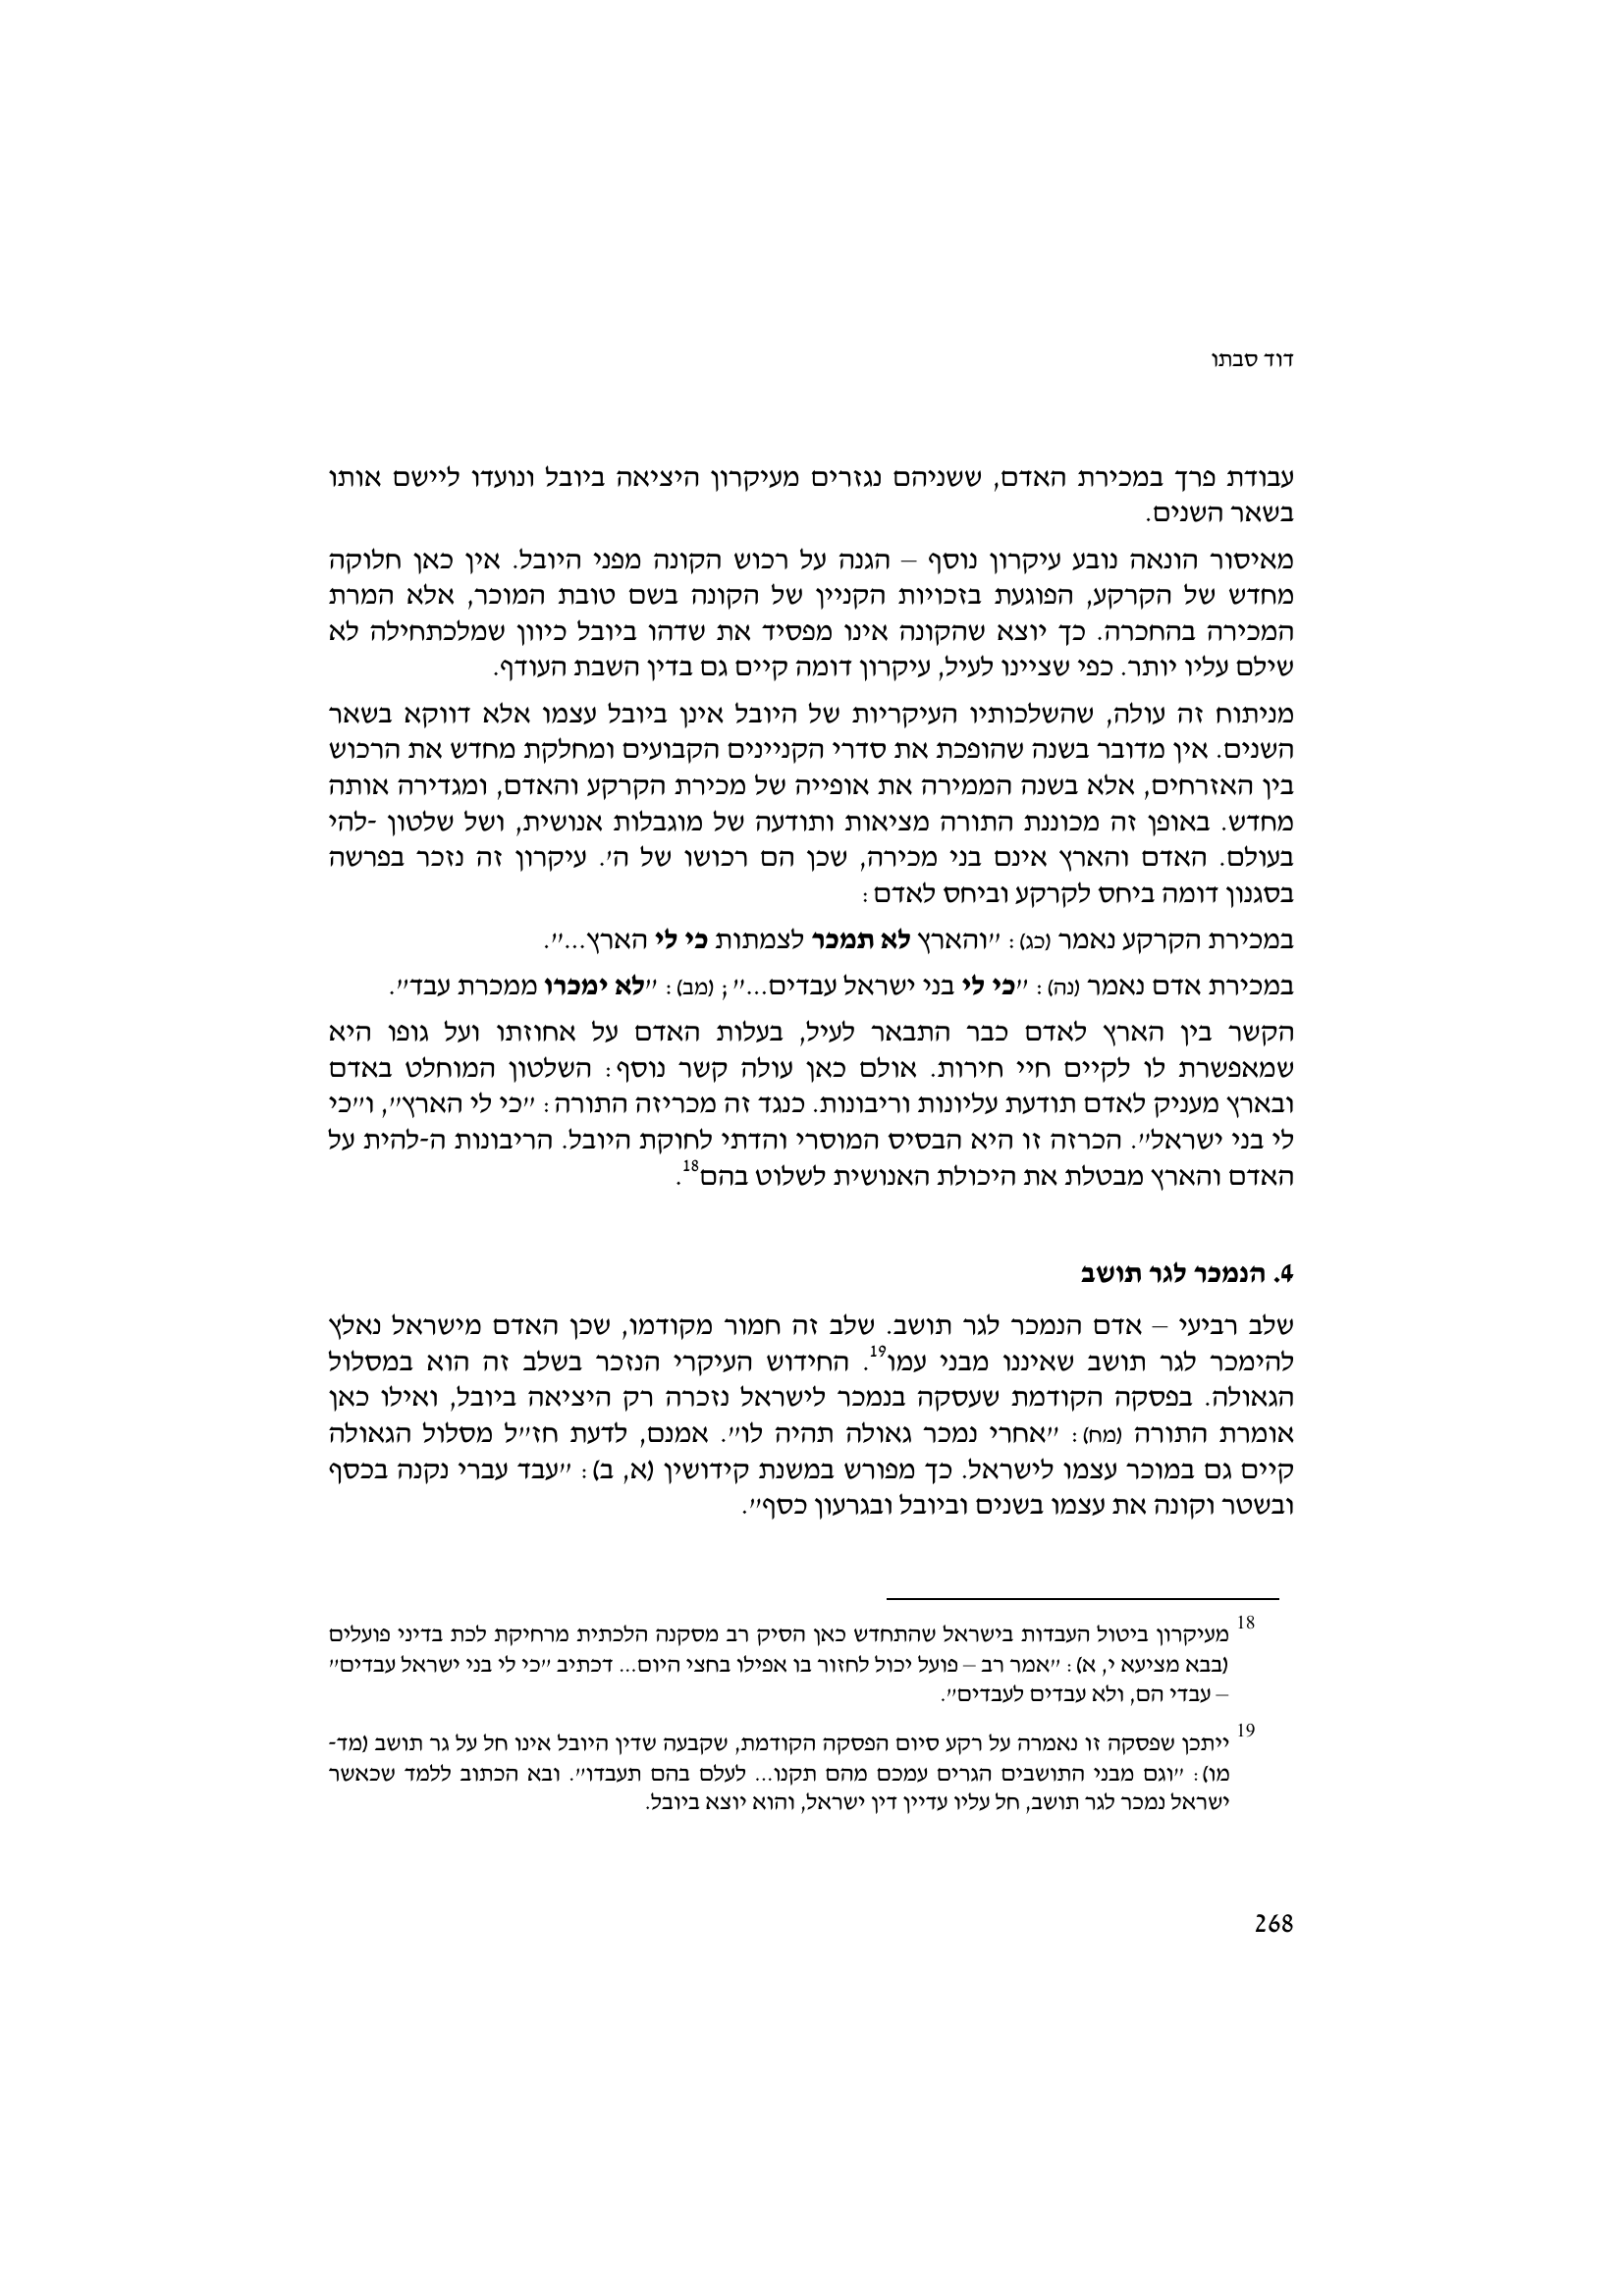 דוד סבתו
עבודת פרך במכירת האדם, ששניהם נגזרים מעיקרון היציאה ביובל ונועדו ליישם אותו
בשאר השנים.
מאיסור הונאה נובע עיקרון נוסף – הגנה על רכוש הקונה מפני היובל. אין כאן חלוקה
מחדש של הקרקע, הפוגעת בזכויות הקניין של הקונה בשם טובת המוכר, אלא המרת
המכירה בהחכרה. כך יוצא שהקונה אינו מפסיד את שדהו ביובל כיוון שמלכתחילה לא
שילם עליו יותר. כפי שציינו לעיל, עיקרון דומה קיים גם בדין השבת העודף.
מניתוח זה עולה, שהשלכותיו העיקריות של היובל אינן ביובל עצמו אלא דווקא בשאר
השנים. אין מדובר בשנה שהופכת את סדרי הקניינים הקבועים ומחלקת מחדש את הרכוש
בין האזרחים, אלא בשנה הממירה את אופייה של מכירת הקרקע והאדם, ומגדירה אותה
מחדש. באופן זה מכוננת התורה מציאות ותודעה של מוגבלות אנושית, ושל שלטון -להי
בעולם. האדם והארץ אינם בני מכירה, שכן הם רכושו של ה'. עיקרון זה נזכר בפרשה
בסגנון דומה ביחס לקרקע וביחס לאדם:
במכירת הקרקע נאמר (כג): "והארץ לא תמכר לצמתות כי לי הארץ...".
במכירת אדם נאמר (נה): "כי לי בני ישראל עבדים..."; (מב): "לא ימכרו ממכרת עבד".
הקשר בין הארץ לאדם כבר התבאר לעיל, בעלות האדם על אחוזתו ועל גופו היא
שמאפשרת לו לקיים חיי חירות. אולם כאן עולה קשר נוסף: השלטון המוחלט באדם
ובארץ מעניק לאדם תודעת עליונות וריבונות. כנגד זה מכריזה התורה: "כי לי הארץ", ו"כי
לי בני ישראל". הכרזה זו היא הבסיס המוסרי והדתי לחוקת היובל. הריבונות ה-להית על
האדם והארץ מבטלת את היכולת האנושית לשלוט בהם18.
4. הנמכר לגר תושב
שלב רביעי – אדם הנמכר לגר תושב. שלב זה חמור מקודמו, שכן האדם מישראל נאלץ
להימכר לגר תושב שאיננו מבני עמו19. החידוש העיקרי הנזכר בשלב זה הוא במסלול
הגאולה. בפסקה הקודמת שעסקה בנמכר לישראל נזכרה רק היציאה ביובל, ואילו כאן
אומרת התורה (מח): "אחרי נמכר גאולה תהיה לו". אמנם, לדעת חז"ל מסלול הגאולה
קיים גם במוכר עצמו לישראל. כך מפורש במשנת קידושין (א, ב): "עבד עברי נקנה בכסף
ובשטר וקונה את עצמו בשנים וביובל ובגרעון כסף".
18 מעיקרון ביטול העבדות בישראל שהתחדש כאן הסיק רב מסקנה הלכתית מרחיקת לכת בדיני פועלים
(בבא מציעא י, א): "אמר רב – פועל יכול לחזור בו אפילו בחצי היום... דכתיב "כי לי בני ישראל עבדים"
– עבדי הם, ולא עבדים לעבדים".
19 ייתכן שפסקה זו נאמרה על רקע סיום הפסקה הקודמת, שקבעה שדין היובל אינו חל על גר תושב (מד-
מו): "וגם מבני התושבים הגרים עמכם מהם תקנו... לעלם בהם תעבדו". ובא הכתוב ללמד שכאשר
ישראל נמכר לגר תושב, חל עליו עדיין דין ישראל, והוא יוצא ביובל.
268